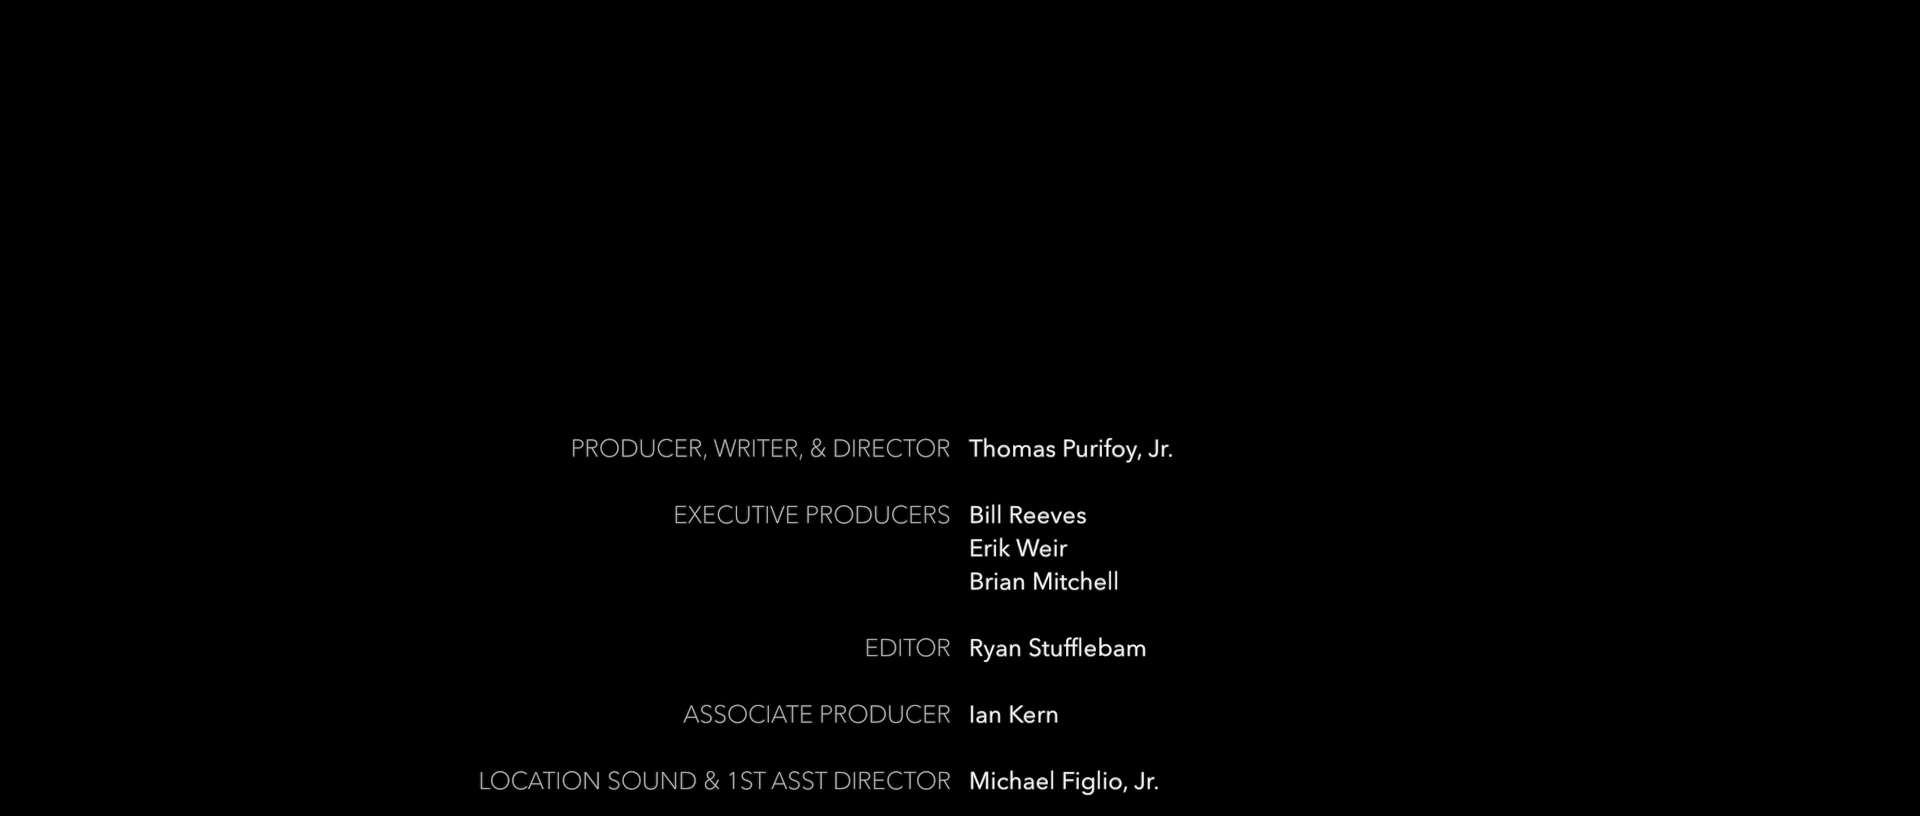 PRODUCER, WRITER, & DIRECTOR Thomas Purifoy, Jr.
EXECUTIVE PRODUCERS Bill Reeves
Erik Weir
Brian Mitchell
EDITOR Ryan Stufflebam
ASSOCIATE PRODUCER Ian Kern
LOCATION SOUND & 1ST ASST DIRECTOR Michael Figlio, Jr.